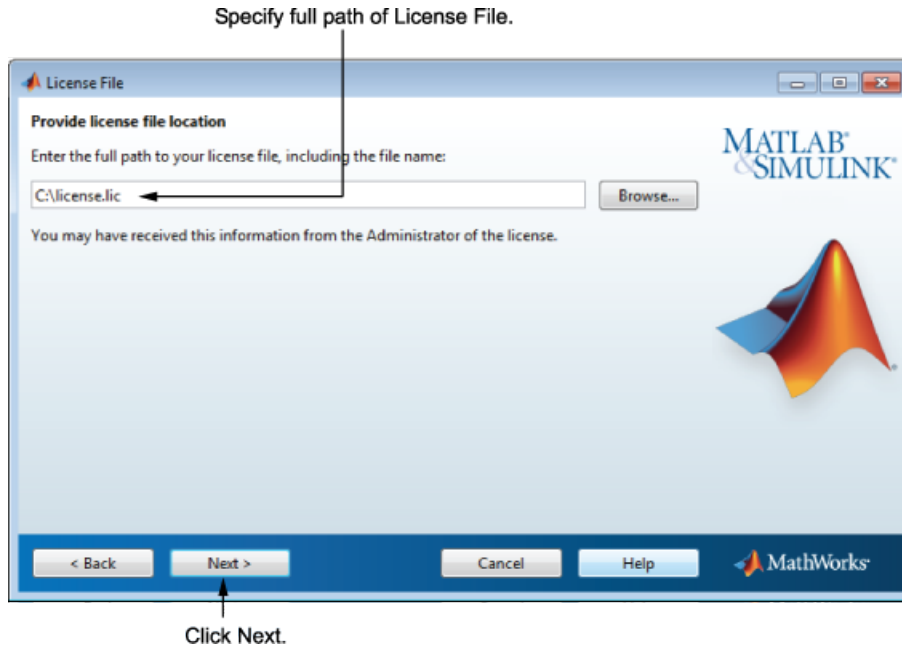 Specify full path of License File.
License File
Provide license file location
Enter the full path to your license file, including the file name:
MATLAB®
&SIMULINK®
C:\license.lic
Browse...
You may have received this information from the Administrator of the license.
®
< Back
Next >
Cancel
Help
MathWorks®
Click Next.